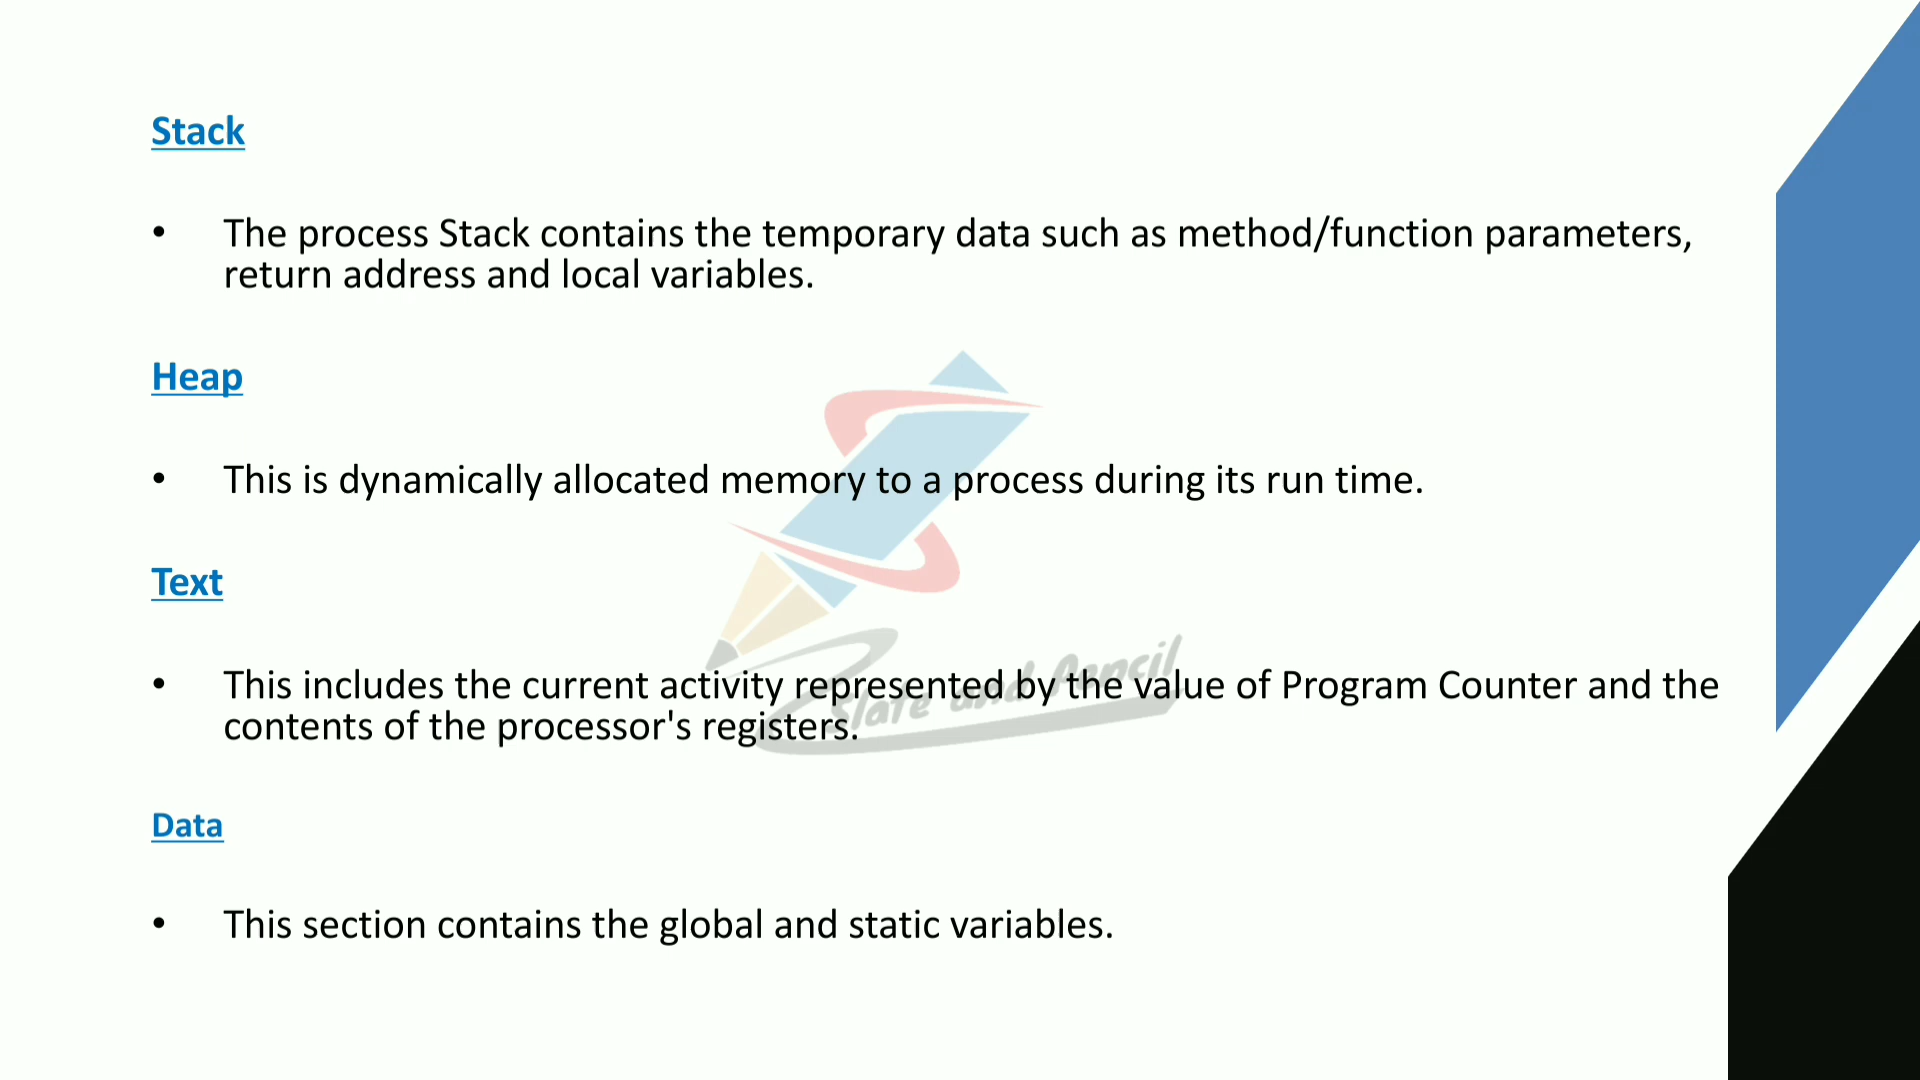 Stack
• The process Stack contains the temporary data such as method/function parameters,
return address and local variables.
Heap
• This is dynamically allocated memory to a process during its run time.
Text
• This includes the current activity represented by the value of Program Counter and the
contents of the processor's registers.
Slate and Pencil
Data
• This section contains the global and static variables.